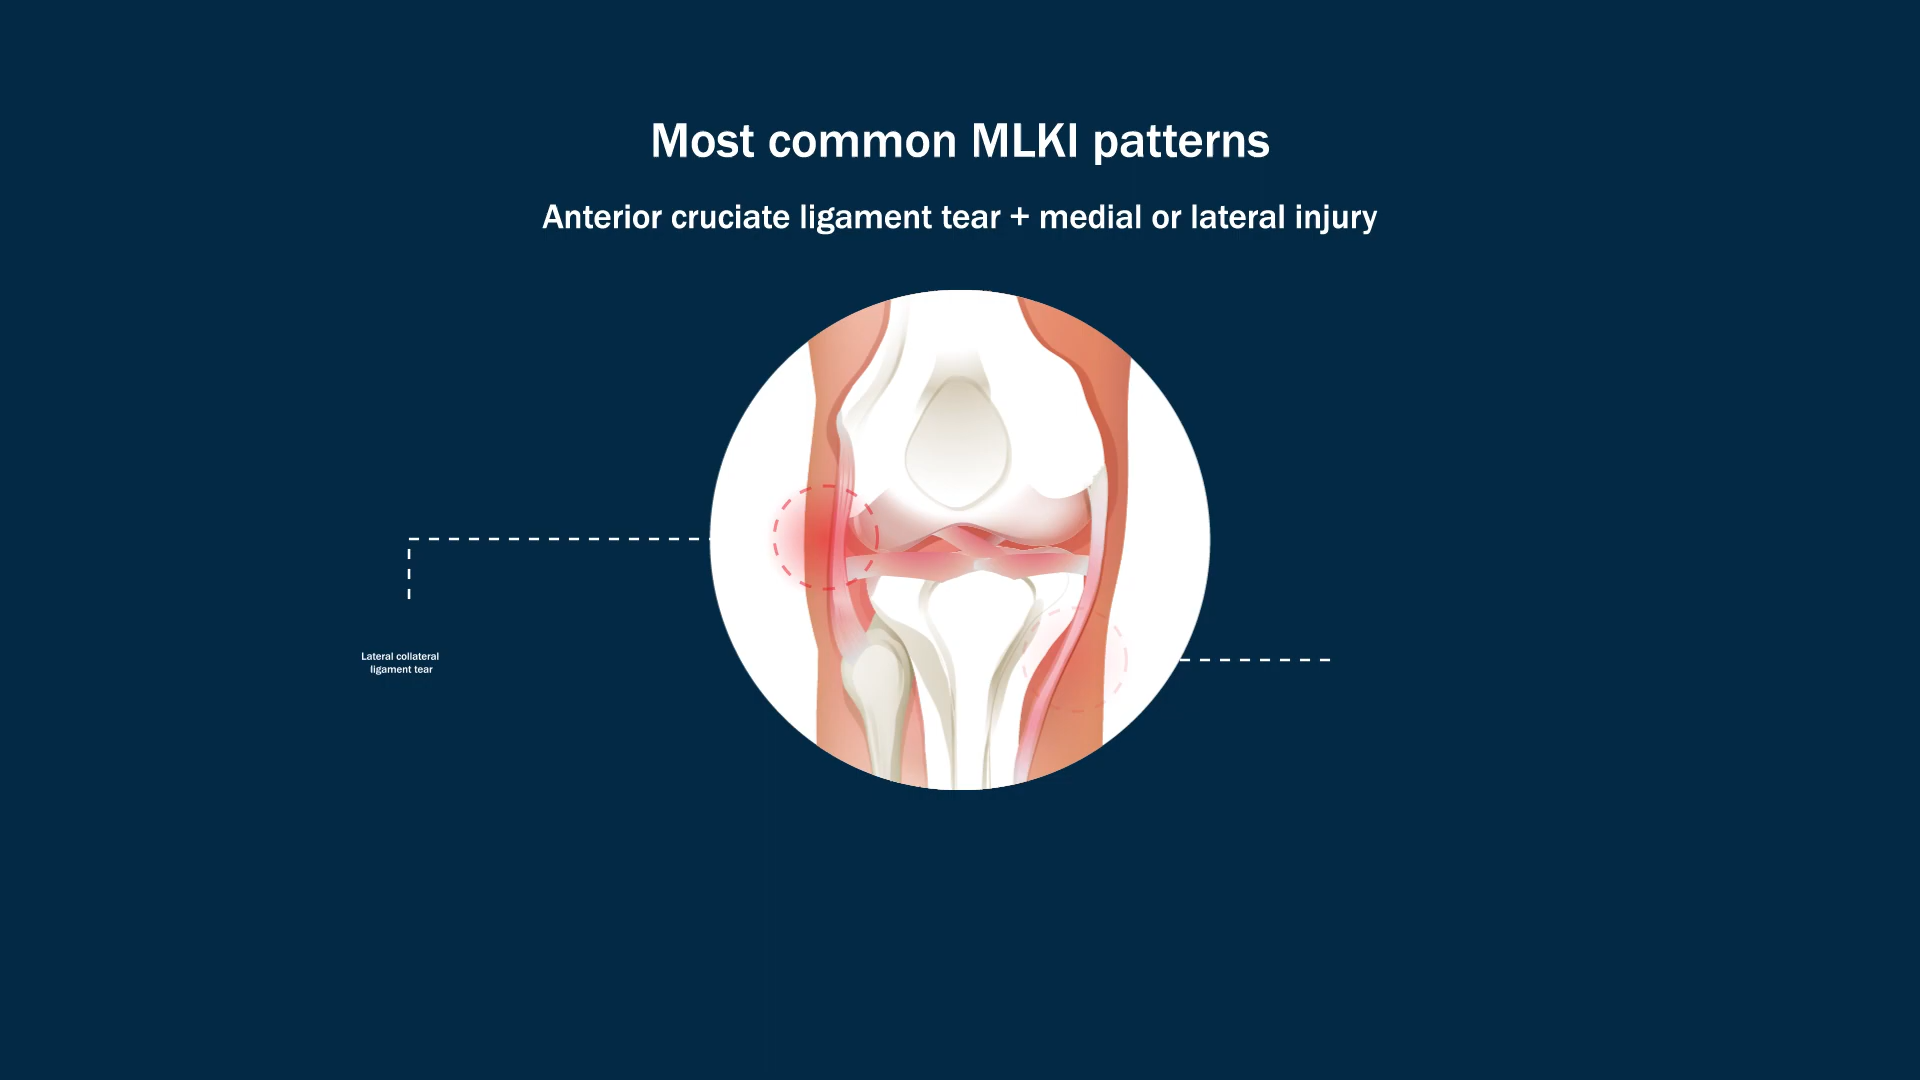 Most common MLKI patterns
Anterior cruciate ligament tear + medial or lateral injury
Lateral collateral
ligament tear